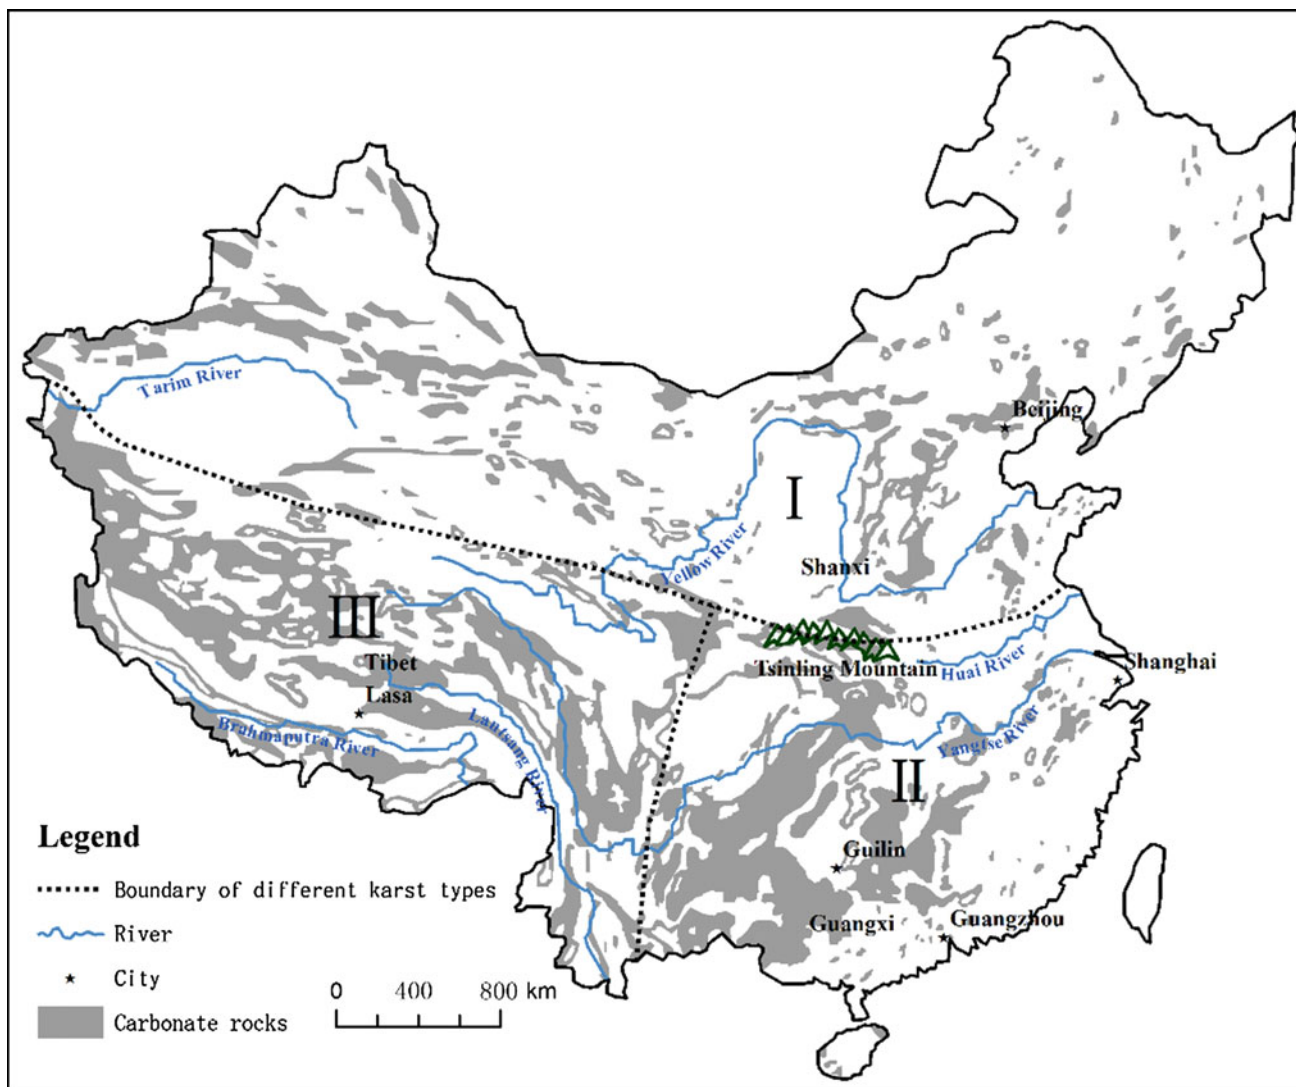 Beijing
Tarim River
I
Yellow River
Shanxi
III
Tibet
Lasa
Tsinling Mountain
Huai River
Shanghai
Brahmaputra River
Lantsang River
Yangtse River
II
Guilin
Guangxi
Guangzhou
Legend
Boundary of different karst types
River
City
Carbonate rocks
0 400 800 km